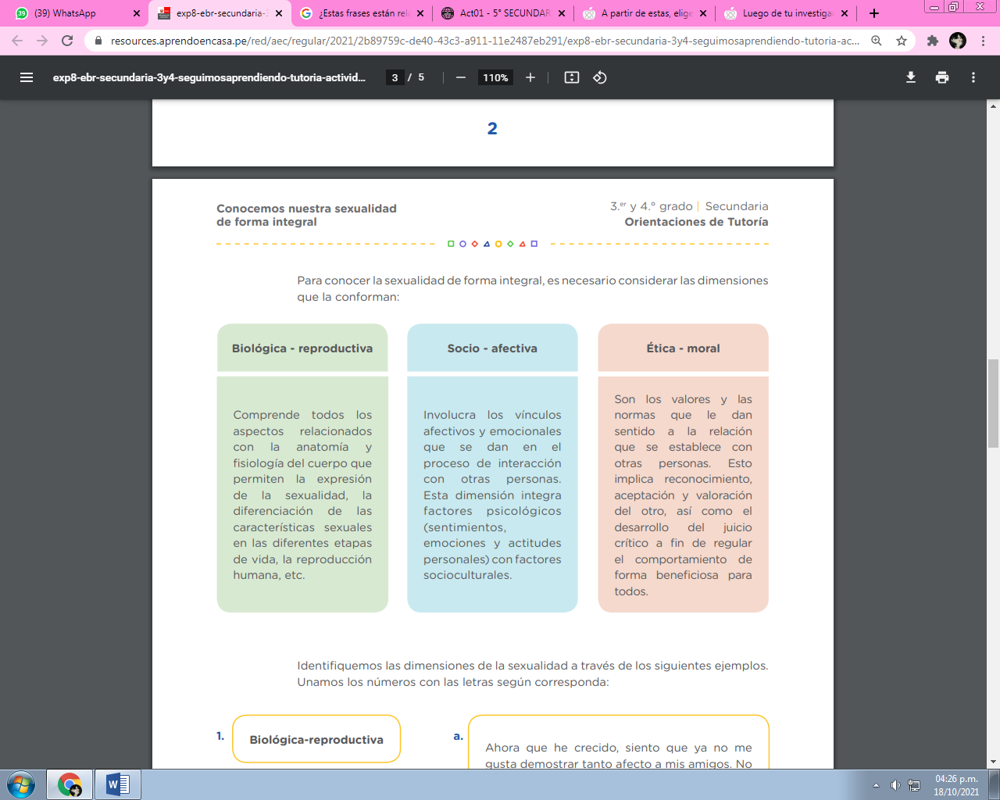 (39) WhatsApp
exp8-ebr-secundaria-3
¿Estas frases están rel
Act01 - 5° SECUNDAR
A partir de estas, elige
Luego de tu investiga
resources.aprendoencasa.pe/red/aec/regular/2021/2b89759c-de40-43c3-a911-11e2487eb291/exp8-ebr-secundaria-3y4-seguimosaprendiendo-tutoria-ac...
exp8-ebr-secundaria-3y4-seguimosaprendiendo-tutoria-activid...
3 / 5
110%
2
Conocemos nuestra sexualidad
de forma integral
3.er y 4.° grado | Secundaria
Orientaciones de Tutoría
Para conocer la sexualidad de forma integral, es necesario considerar las dimensiones
que la conforman:
Biológica - reproductiva
Comprende todos los
aspectos relacionados
con la anatomía y
fisiología del cuerpo que
permiten la expresión
de la sexualidad, la
diferenciación de las
características sexuales
en las diferentes etapas
de vida, la reproducción
humana, etc.
Socio - afectiva
Involucra los vínculos
afectivos y emocionales
que se dan en el
proceso de interacción
con otras personas.
Esta dimensión integra
factores psicológicos
(sentimientos,
emociones y actitudes
personales) con factores
socioculturales.
Ética - moral
Son los valores y las
normas que le dan
sentido a la relación
que se establece con
otras personas. Esto
implica reconocimiento,
aceptación y valoración
del otro, así como el
desarrollo del juicio
crítico a fin de regular
el comportamiento de
forma beneficiosa para
todos.
Identifiquemos las dimensiones de la sexualidad a través de los siguientes ejemplos.
Unamos los números con las letras según corresponda:
1.
Biológica-reproductiva
a.
Ahora que he crecido, siento que ya no me
gusta demostrar tanto afecto a mis amigos. No
04:26 p.m.
18/10/2021